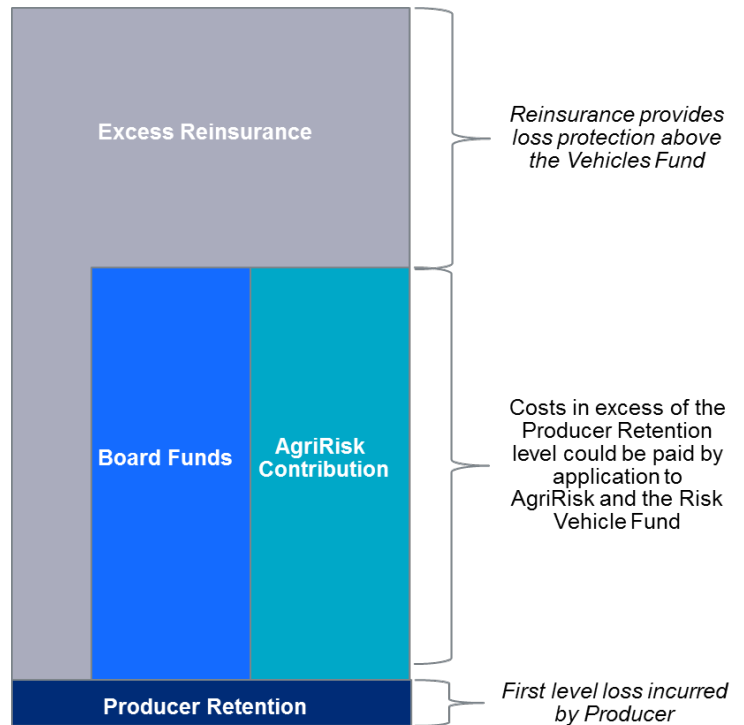 Excess Reinsurance
Reinsurance provides
loss protection above
the Vehicles Fund
Board Funds
AgriRisk
Contribution
Costs in excess of the
Producer Retention
level could be paid by
application to
AgriRisk and the Risk
Vehicle Fund
Producer Retention
First level loss incurred
by Producer